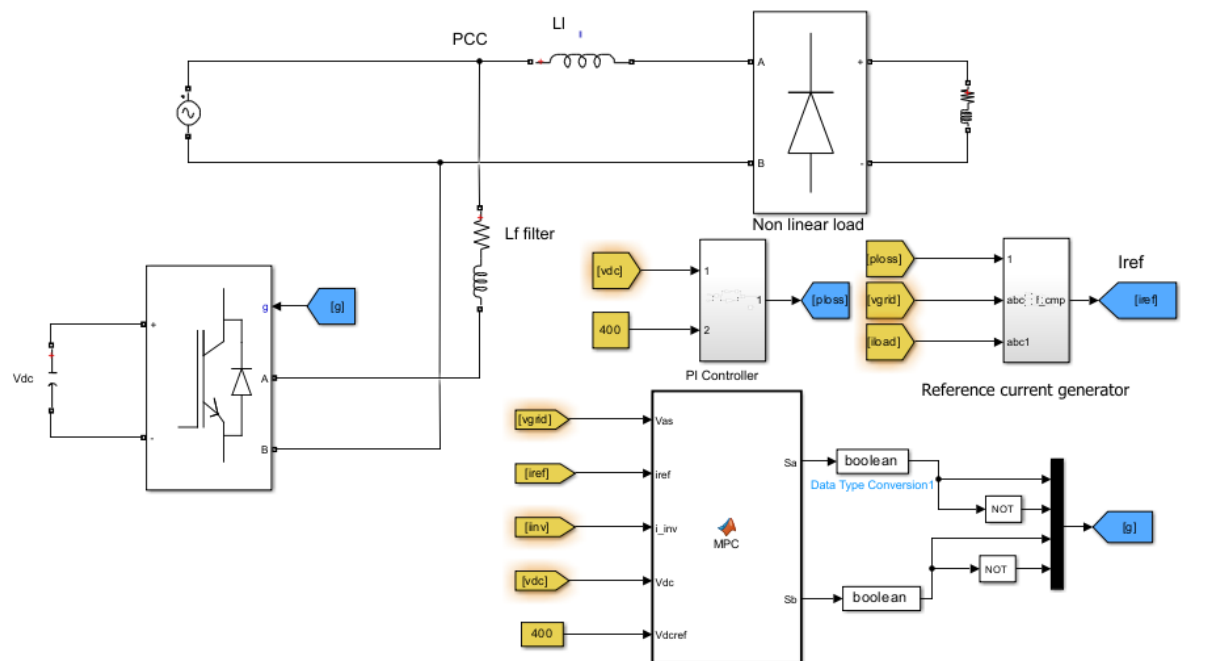 LI
PCC
A
+
B
-
Non linear load
Lf filter
[vdc]
1
400
2
1
[ploss]
PI Controller
[ploss]
1
[vgrid]
abc
I_cmp
[iload]
abc1
Iref
[iref]
Reference current generator
[g]
g
+
A
-
B
Vdc
[vgrid]
Vas
[iref]
iref
[iinv]
i_inv
[vdc]
Vdc
400
Vdcref
MPC
Sa
Sb
boolean
Data Type Conversion1
NOT
NOT
boolean
[g]